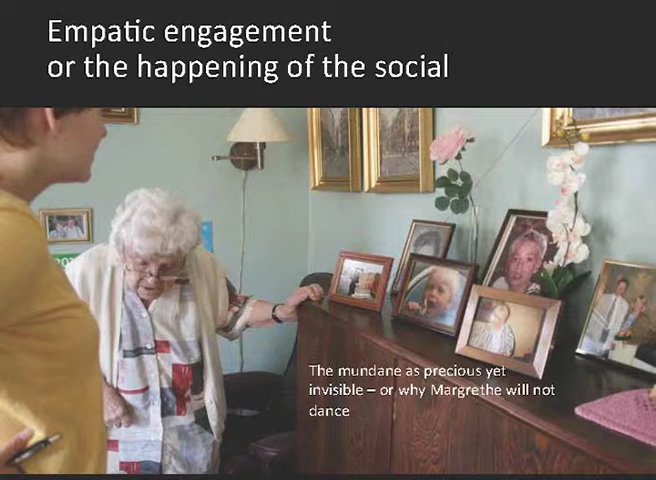 Empatic engagement
or the happening of the social
The mundane as precious yet
invisible – or why Margrethe will not
dance